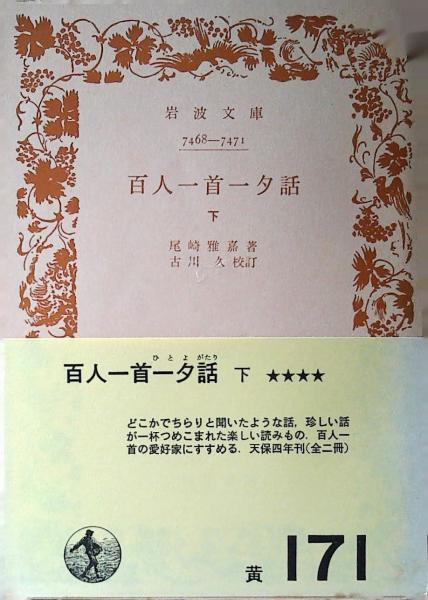 岩波文庫
7468—7471
百人一首一夕話
下
尾崎雅嘉著
古川久校訂
ひとよがたり
百人一首一夕話 下 ★★★★
どこかでちらりと聞いたような話，珍しい話
が一杯つめこまれた楽しい読みもの．百人一
首の愛好家にすすめる．天保四年刊(全二冊)
黄 171